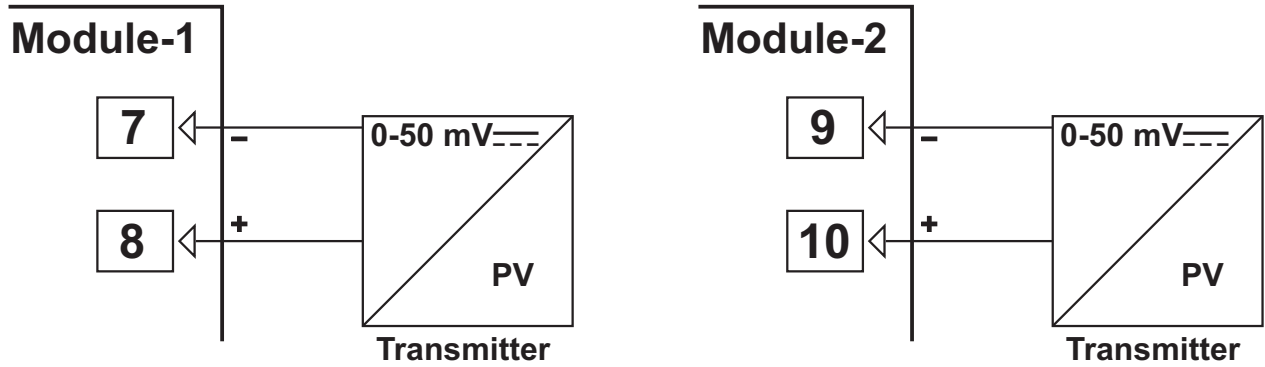 Module-1
7
–
0-50 mV
8
+
PV
Transmitter
Module-2
9
–
0-50 mV
10
+
PV
Transmitter